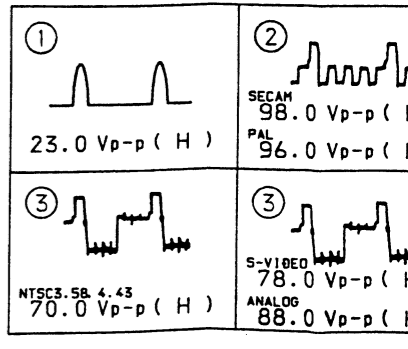 ①
23.0 Vp-p ( H )
②
SECAM
98.0 Vp-p (
PAL
96.0 Vp-p (
③
NTSC3.58. 4.43
70.0 Vp-p ( H )
③
S-VIDEO
78.0 Vp-p ( H
ANALOG
88.0 Vp-p ( H